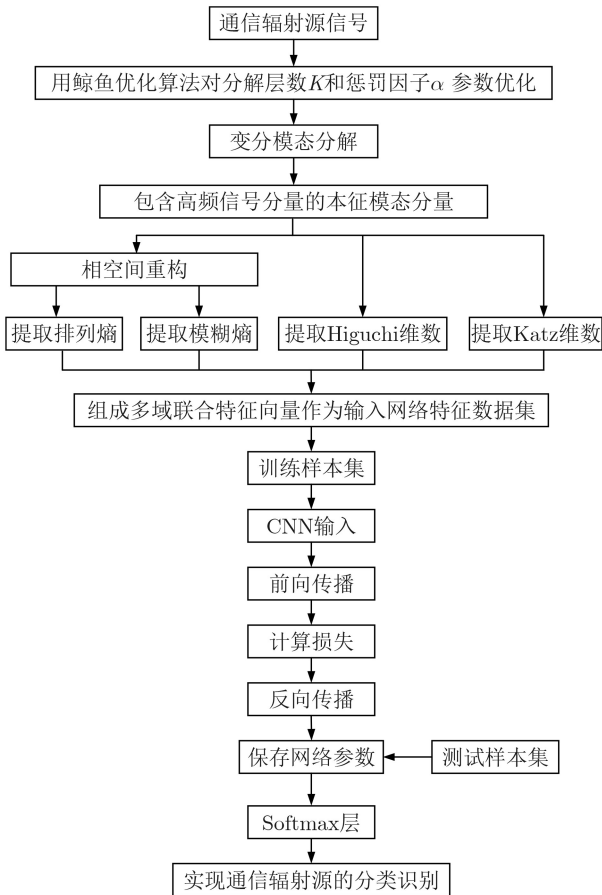 通信辐射源信号
用鲸鱼优化算法对分解层数K和惩罚因子α 参数优化
变分模态分解
包含高频信号分量的本征模态分量
相空间重构
提取排列熵
提取模糊熵
提取Higuchi维数
提取Katz维数
组成多域联合特征向量作为输入网络特征数据集
训练样本集
CNN输入
前向传播
计算损失
反向传播
保存网络参数
测试样本集
Softmax层
实现通信辐射源的分类识别